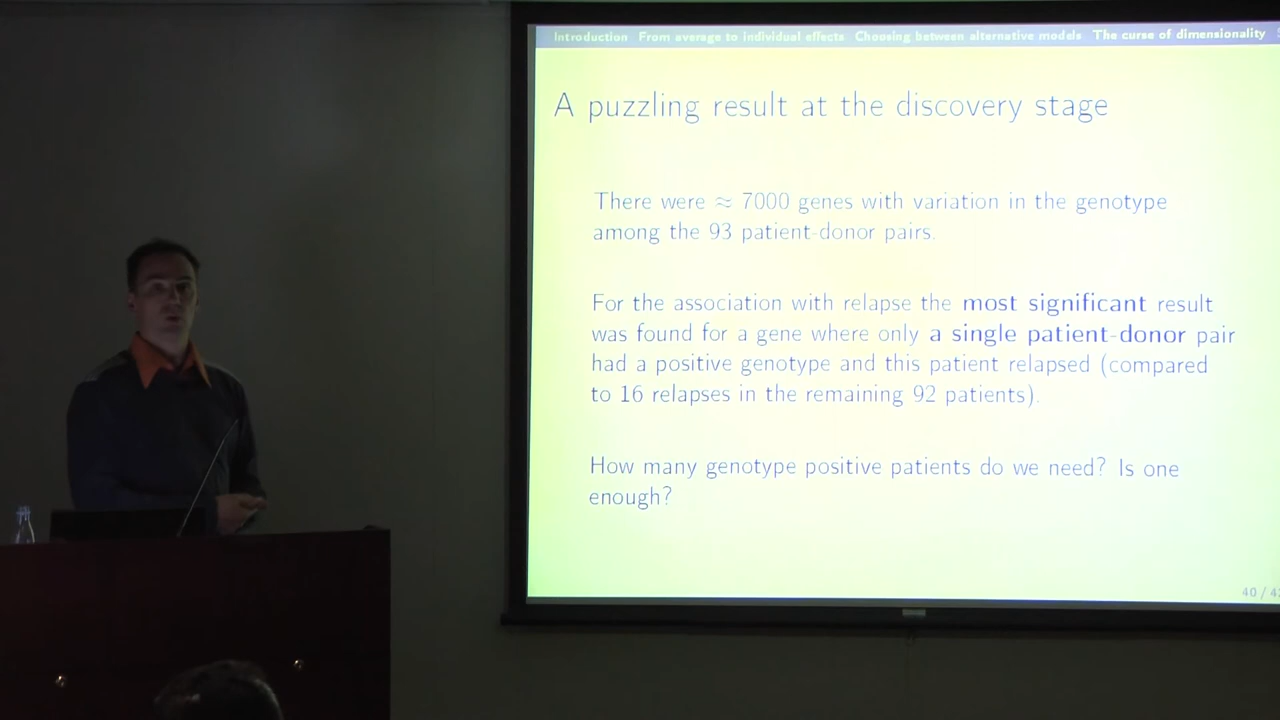 Introduction From average to individual effects Choosing between alternative models The curse of dimensionality
A puzzling result at the discovery stage
There were ≈ 7000 genes with variation in the genotype
among the 93 patient-donor pairs.
For the association with relapse the most significant result
was found for a gene where only a single patient-donor pair
had a positive genotype and this patient relapsed (compared
to 16 relapses in the remaining 92 patients).
How many genotype positive patients do we need? Is one
enough?
40 / 4